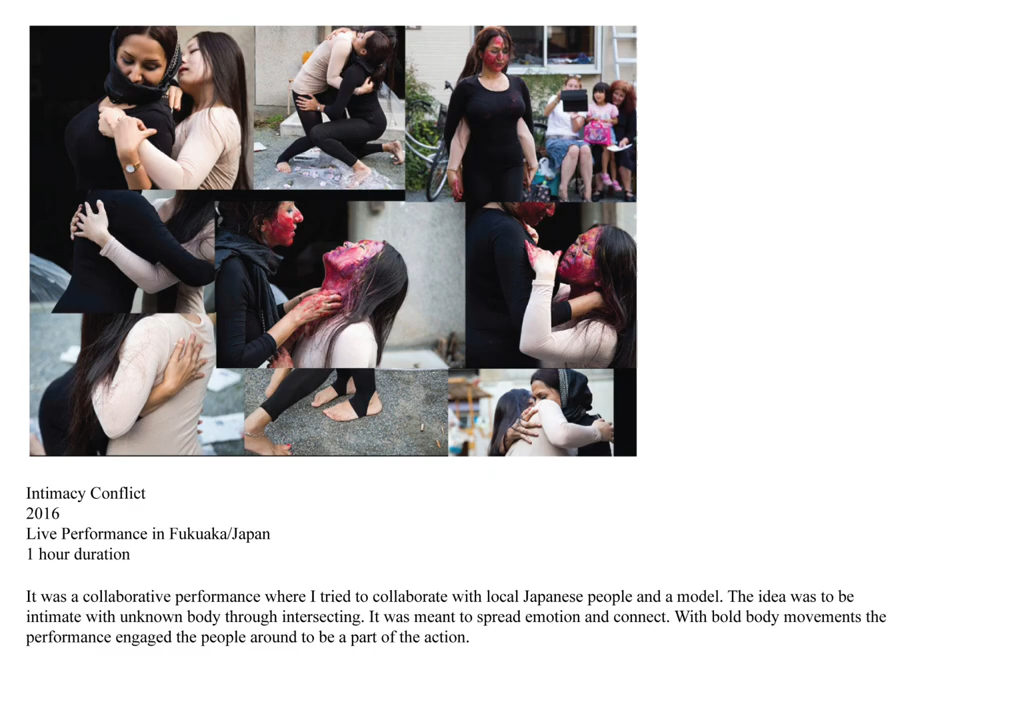 Intimacy Conflict
2016
Live Performance in Fukuaka/Japan
1 hour duration
It was a collaborative performance where I tried to collaborate with local Japanese people and a model. The idea was to be
intimate with unknown body through intersecting. It was meant to spread emotion and connect. With bold body movements the
performance engaged the people around to be a part of the action.